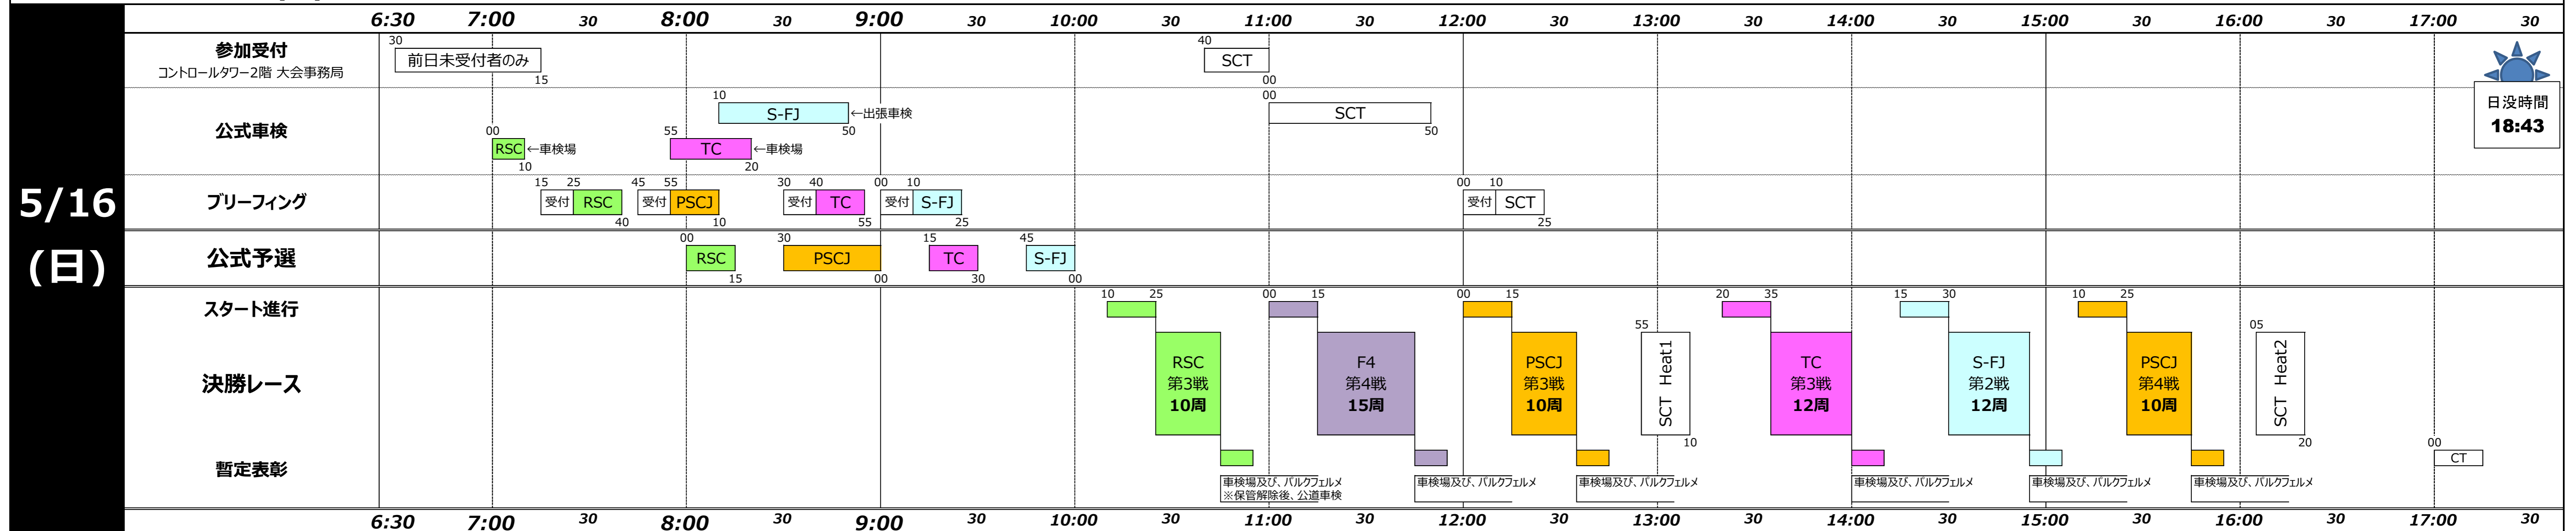 6:30 7:00 30 8:00 30 9:00 30 10:00 30 11:00 30 12:00 30 13:00 30 14:00 30 15:00 30 16:00 30 17:00 30
5/16
(日)
参加受付
コントロールタワー2階 大会事務局
30 40
前日未受付者のみ SCT
15 00
日没時間
18:43
公式車検
10 00
S-FJ ←出張車検 SCT
50 50
00 55
RSC ←車検場 TC ←車検場
10 20
ブリーフィング
15 25 45 55 30 40 00 10 00 10
受付 RSC 受付 PSCJ 受付 TC 受付 S-FJ 受付 SCT
40 10 55 25 25
公式予選
00 30 15 45
RSC PSCJ TC S-FJ
15 00 30 00
スタート進行
10 25 00 15 00 15 20 35 15 30 10 25
決勝レース
RSC
第3戦
10周
F4
第4戦
15周
PSCJ
第3戦
10周
55
SCT Heat1
10
TC
第3戦
12周
S-FJ
第2戦
12周
PSCJ
第4戦
10周
05
SCT Heat2
20
暫定表彰
00
CT
車検場及び、パルクフェルメ
※保管解除後、公道車検
車検場及び、パルクフェルメ
車検場及び、パルクフェルメ
車検場及び、パルクフェルメ
車検場及び、パルクフェルメ
車検場及び、パルクフェルメ
6:30 7:00 30 8:00 30 9:00 30 10:00 30 11:00 30 12:00 30 13:00 30 14:00 30 15:00 30 16:00 30 17:00 30